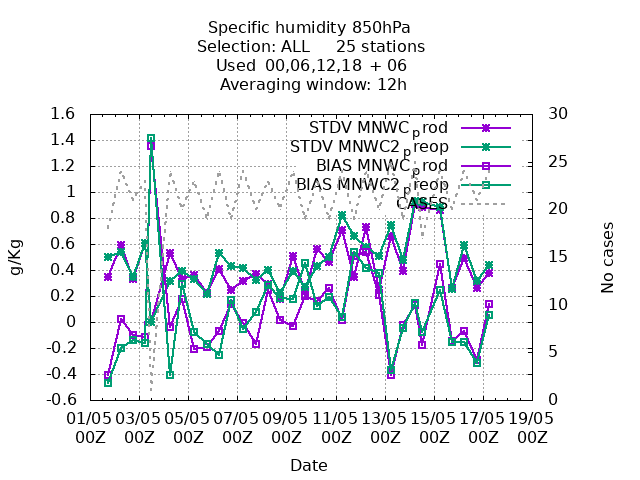 Specific humidity 850hPa
Selection: ALL 25 stations
Used 00,06,12,18 + 06
Averaging window: 12h
1.6
1.4
1.2
1
0.8
0.6
0.4
0.2
0
-0.2
-0.4
-0.6
g/Kg
STDV MNWCprod
STDV MNWC2preop
BIAS MNWCprod
BIAS MNWC2preop
CASES
30
25
20
15
10
5
0
No cases
01/05 03/05 05/05 07/05 09/05 11/05 13/05 15/05 17/05 19/05
00Z 00Z 00Z 00Z 00Z 00Z 00Z 00Z 00Z 00Z
Date